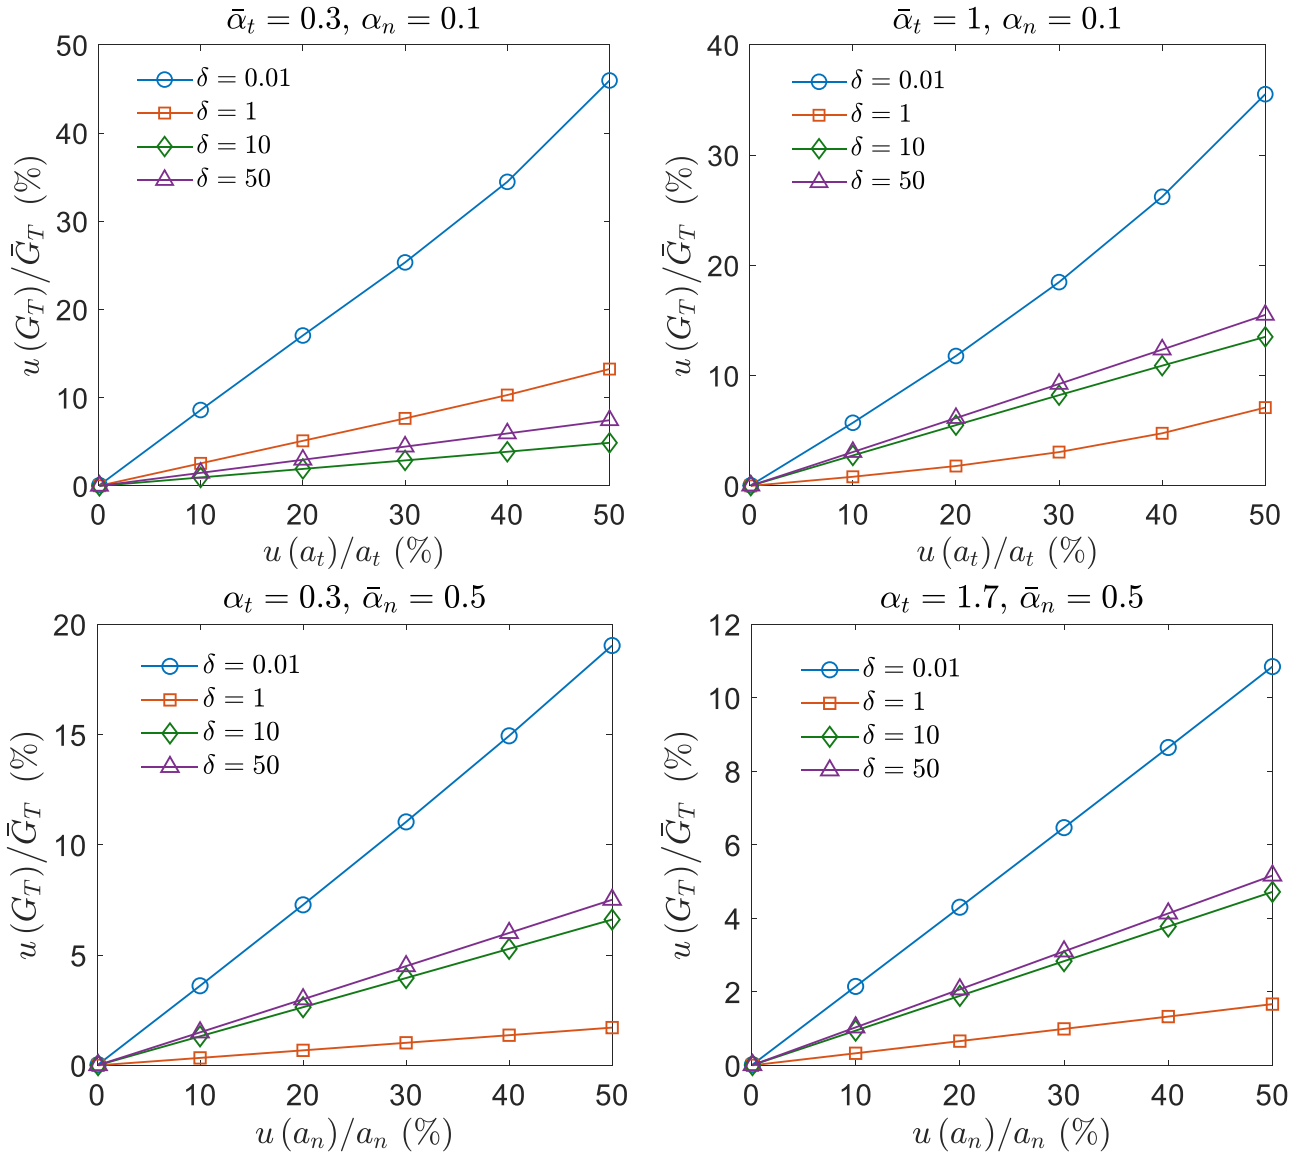 ᾱ_t = 0.3, α_n = 0.1
50
40
30
20
10
0
u(G_T)/Ḡ_T (%)
δ = 0.01
δ = 1
δ = 10
δ = 50
0 10 20 30 40 50
u(a_t)/a_t (%)
ᾱ_t = 1, α_n = 0.1
40
30
20
10
0
u(G_T)/Ḡ_T (%)
δ = 0.01
δ = 1
δ = 10
δ = 50
0 10 20 30 40 50
u(a_t)/a_t (%)
α_t = 0.3, ᾱ_n = 0.5
20
15
10
5
0
u(G_T)/Ḡ_T (%)
δ = 0.01
δ = 1
δ = 10
δ = 50
0 10 20 30 40 50
u(a_n)/a_n (%)
α_t = 1.7, ᾱ_n = 0.5
12
10
8
6
4
2
0
u(G_T)/Ḡ_T (%)
δ = 0.01
δ = 1
δ = 10
δ = 50
0 10 20 30 40 50
u(a_n)/a_n (%)